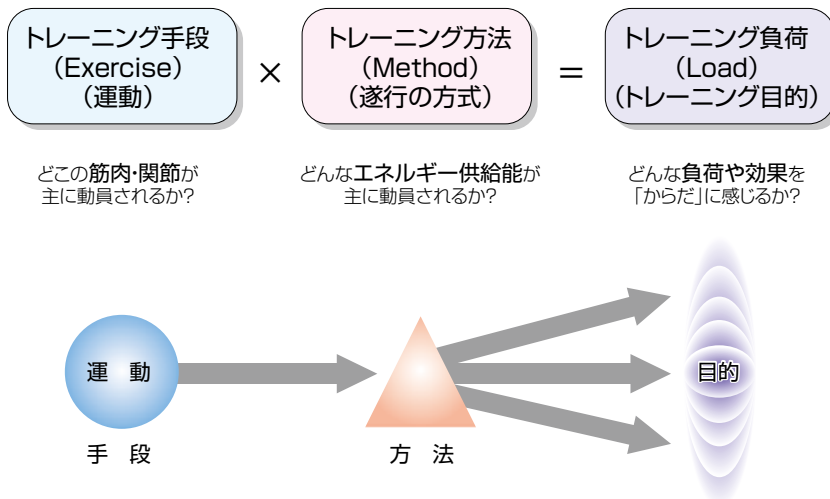 トレーニング手段
（Exercise）
（運動）
×
トレーニング方法
（Method）
（遂行の方式）
＝
トレーニング負荷
（Load）
（トレーニング目的）
どこの筋肉・関節が
主に動員されるか？
どんなエネルギー供給能が
主に動員されるか？
どんな負荷や効果を
「からだ」に感じるか？
運　動
目的
手　段
方　法